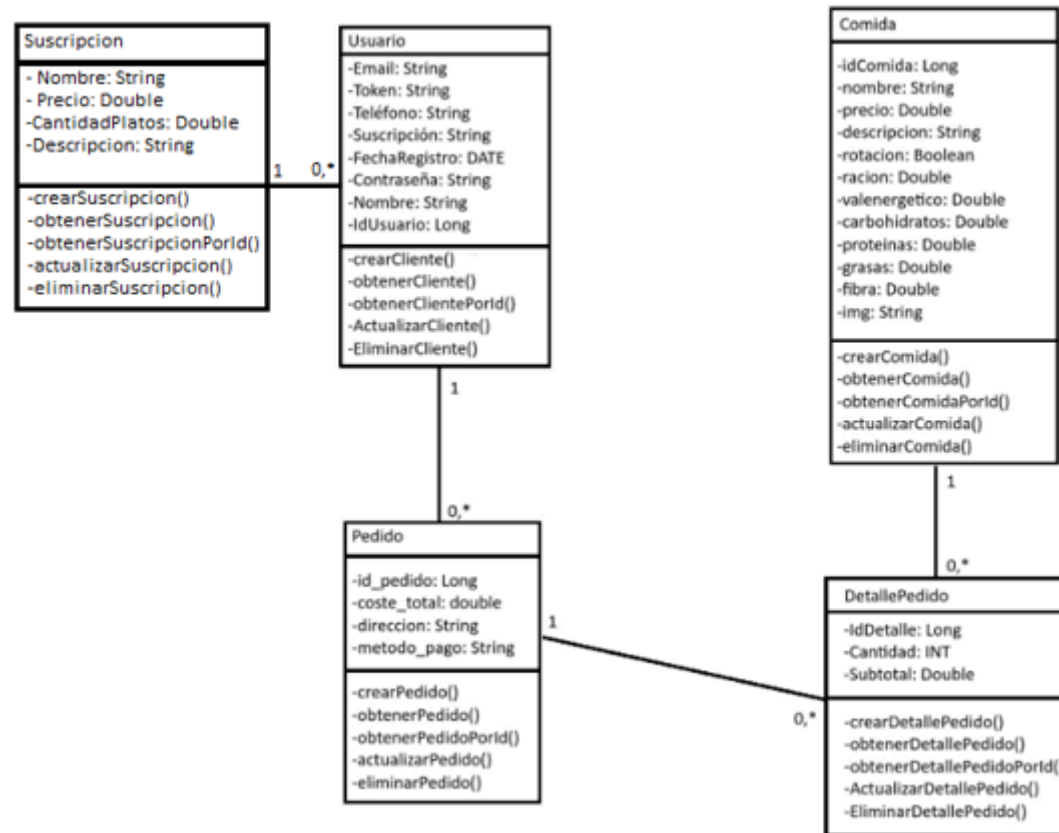 Suscripcion
- Nombre: String
- Precio: Double
-CantidadPlatos: Double
-Descripcion: String
-crearSuscripcion()
-obtenerSuscripcion()
-obtenerSuscripcionPorId()
-actualizarSuscripcion()
-eliminarSuscripcion()
1
0,*
Usuario
-Email: String
-Token: String
-Teléfono: String
-Suscripción: String
-FechaRegistro: DATE
-Contraseña: String
-Nombre: String
-IdUsuario: Long
-crearCliente()
-obtenerCliente()
-obtenerClientePorId()
-ActualizarCliente()
-EliminarCliente()
1
0,*
Comida
-idComida: Long
-nombre: String
-precio: Double
-descripcion: String
-rotacion: Boolean
-racion: Double
-valenergetico: Double
-carbohidratos: Double
-proteinas: Double
-grasas: Double
-fibra: Double
-img: String
-crearComida()
-obtenerComida()
-obtenerComidaPorId()
-actualizarComida()
-eliminarComida()
1
0,*
Pedido
-id_pedido: Long
-coste_total: double
-direccion: String
-metodo_pago: String
-crearPedido()
-obtenerPedido()
-obtenerPedidoPorId()
-actualizarPedido()
-eliminarPedido()
1
0,*
DetallePedido
-IdDetalle: Long
-Cantidad: INT
-Subtotal: Double
-crearDetallePedido()
-obtenerDetallePedido()
-obtenerDetallePedidoPorId(
-ActualizarDetallePedido()
-EliminarDetallePedido()